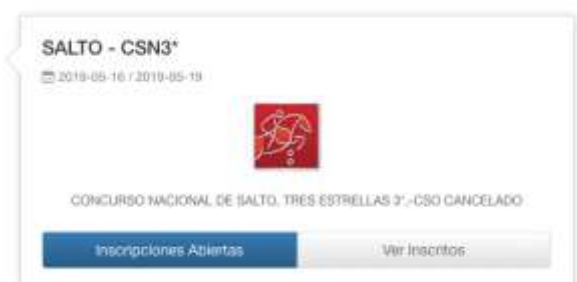 SALTO - CSN3*
2019-05-16 / 2019-05-19
CONCURSO NACIONAL DE SALTO, TRES ESTRELLAS 3*.-CSO CANCELADO
Inscripciones Abiertas
Ver Inscritos